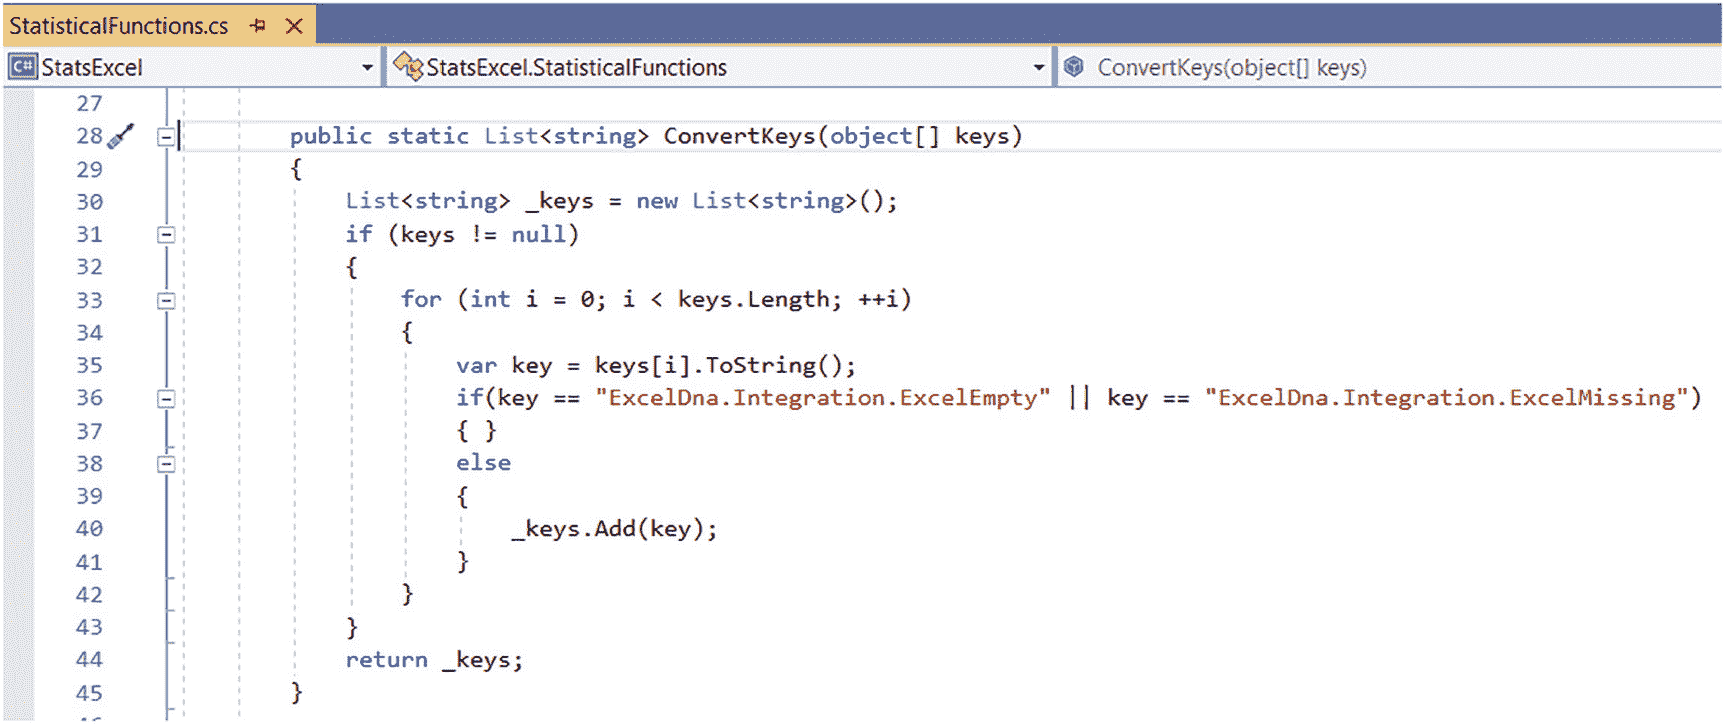 StatisticalFunctions.cs
C# StatsExcel StatsExcel.StatisticalFunctions ConvertKeys(object[] keys)
27
28 public static List<string> ConvertKeys(object[] keys)
29 {
30 List<string> _keys = new List<string>();
31 if (keys != null)
32 {
33 for (int i = 0; i < keys.Length; ++i)
34 {
35 var key = keys[i].ToString();
36 if(key == "ExcelDna.Integration.ExcelEmpty" || key == "ExcelDna.Integration.ExcelMissing")
37 { }
38 else
39 {
40 _keys.Add(key);
41 }
42 }
43 }
44 return _keys;
45 }